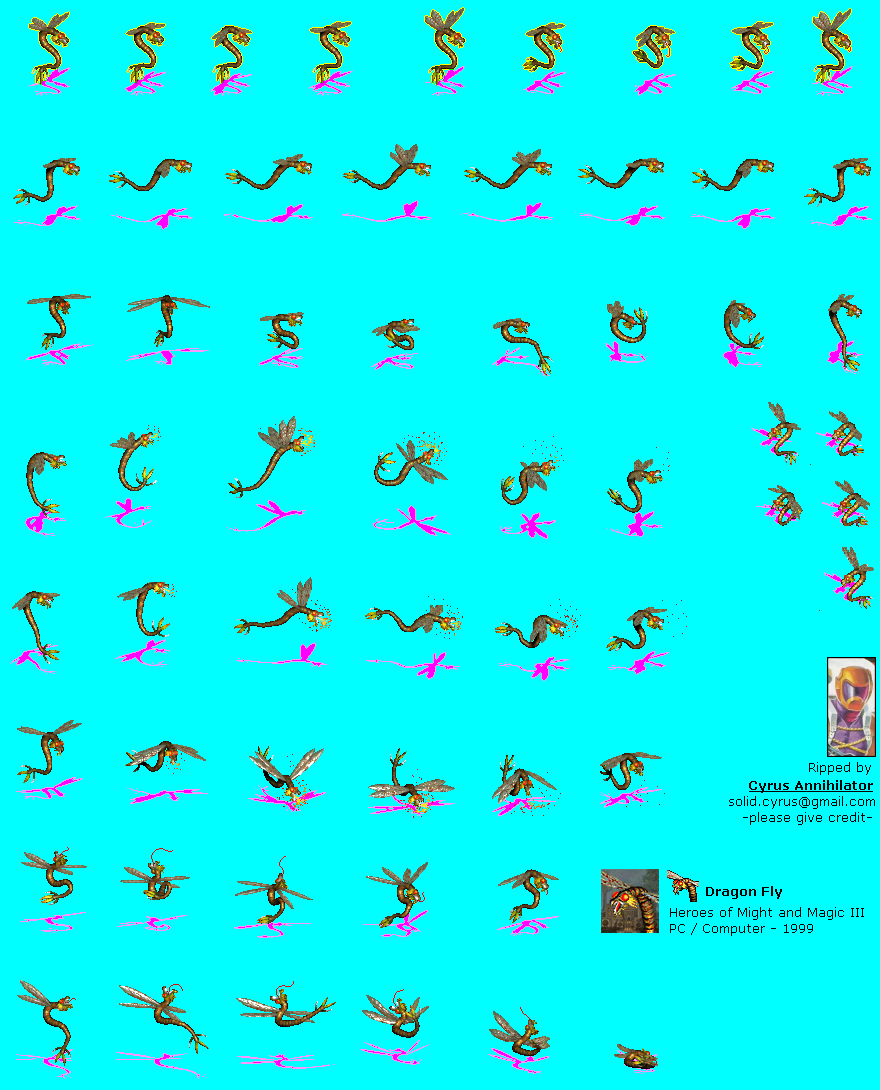 Ripped by
Cyrus Annihilator
solid.cyrus@gmail.com
-please give credit-
Dragon Fly
Heroes of Might and Magic III
PC / Computer - 1999